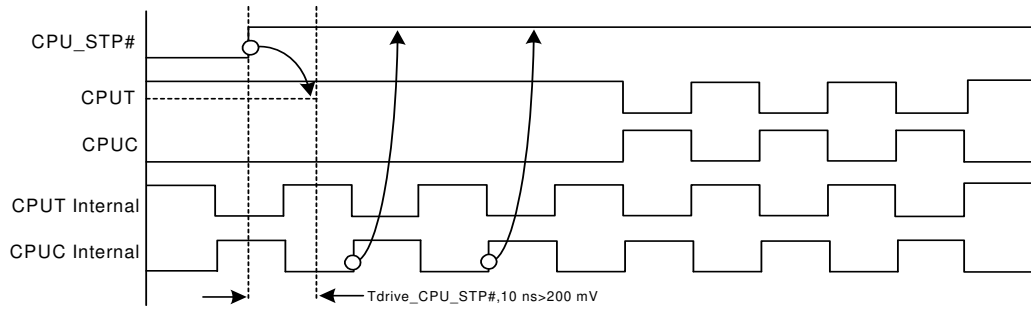 CPU_STP#
CPUT
CPUC
CPUT Internal
CPUC Internal
Tdrive_CPU_STP#,10 ns>200 mV